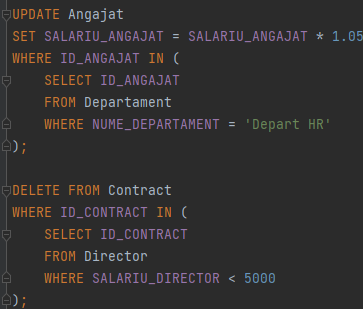 UPDATE Angajat
SET SALARIU_ANGAJAT = SALARIU_ANGAJAT * 1.05
WHERE ID_ANGAJAT IN (
    SELECT ID_ANGAJAT
    FROM Departament
    WHERE NUME_DEPARTAMENT = 'Depart HR'
);

DELETE FROM Contract
WHERE ID_CONTRACT IN (
    SELECT ID_CONTRACT
    FROM Director
    WHERE SALARIU_DIRECTOR < 5000
);